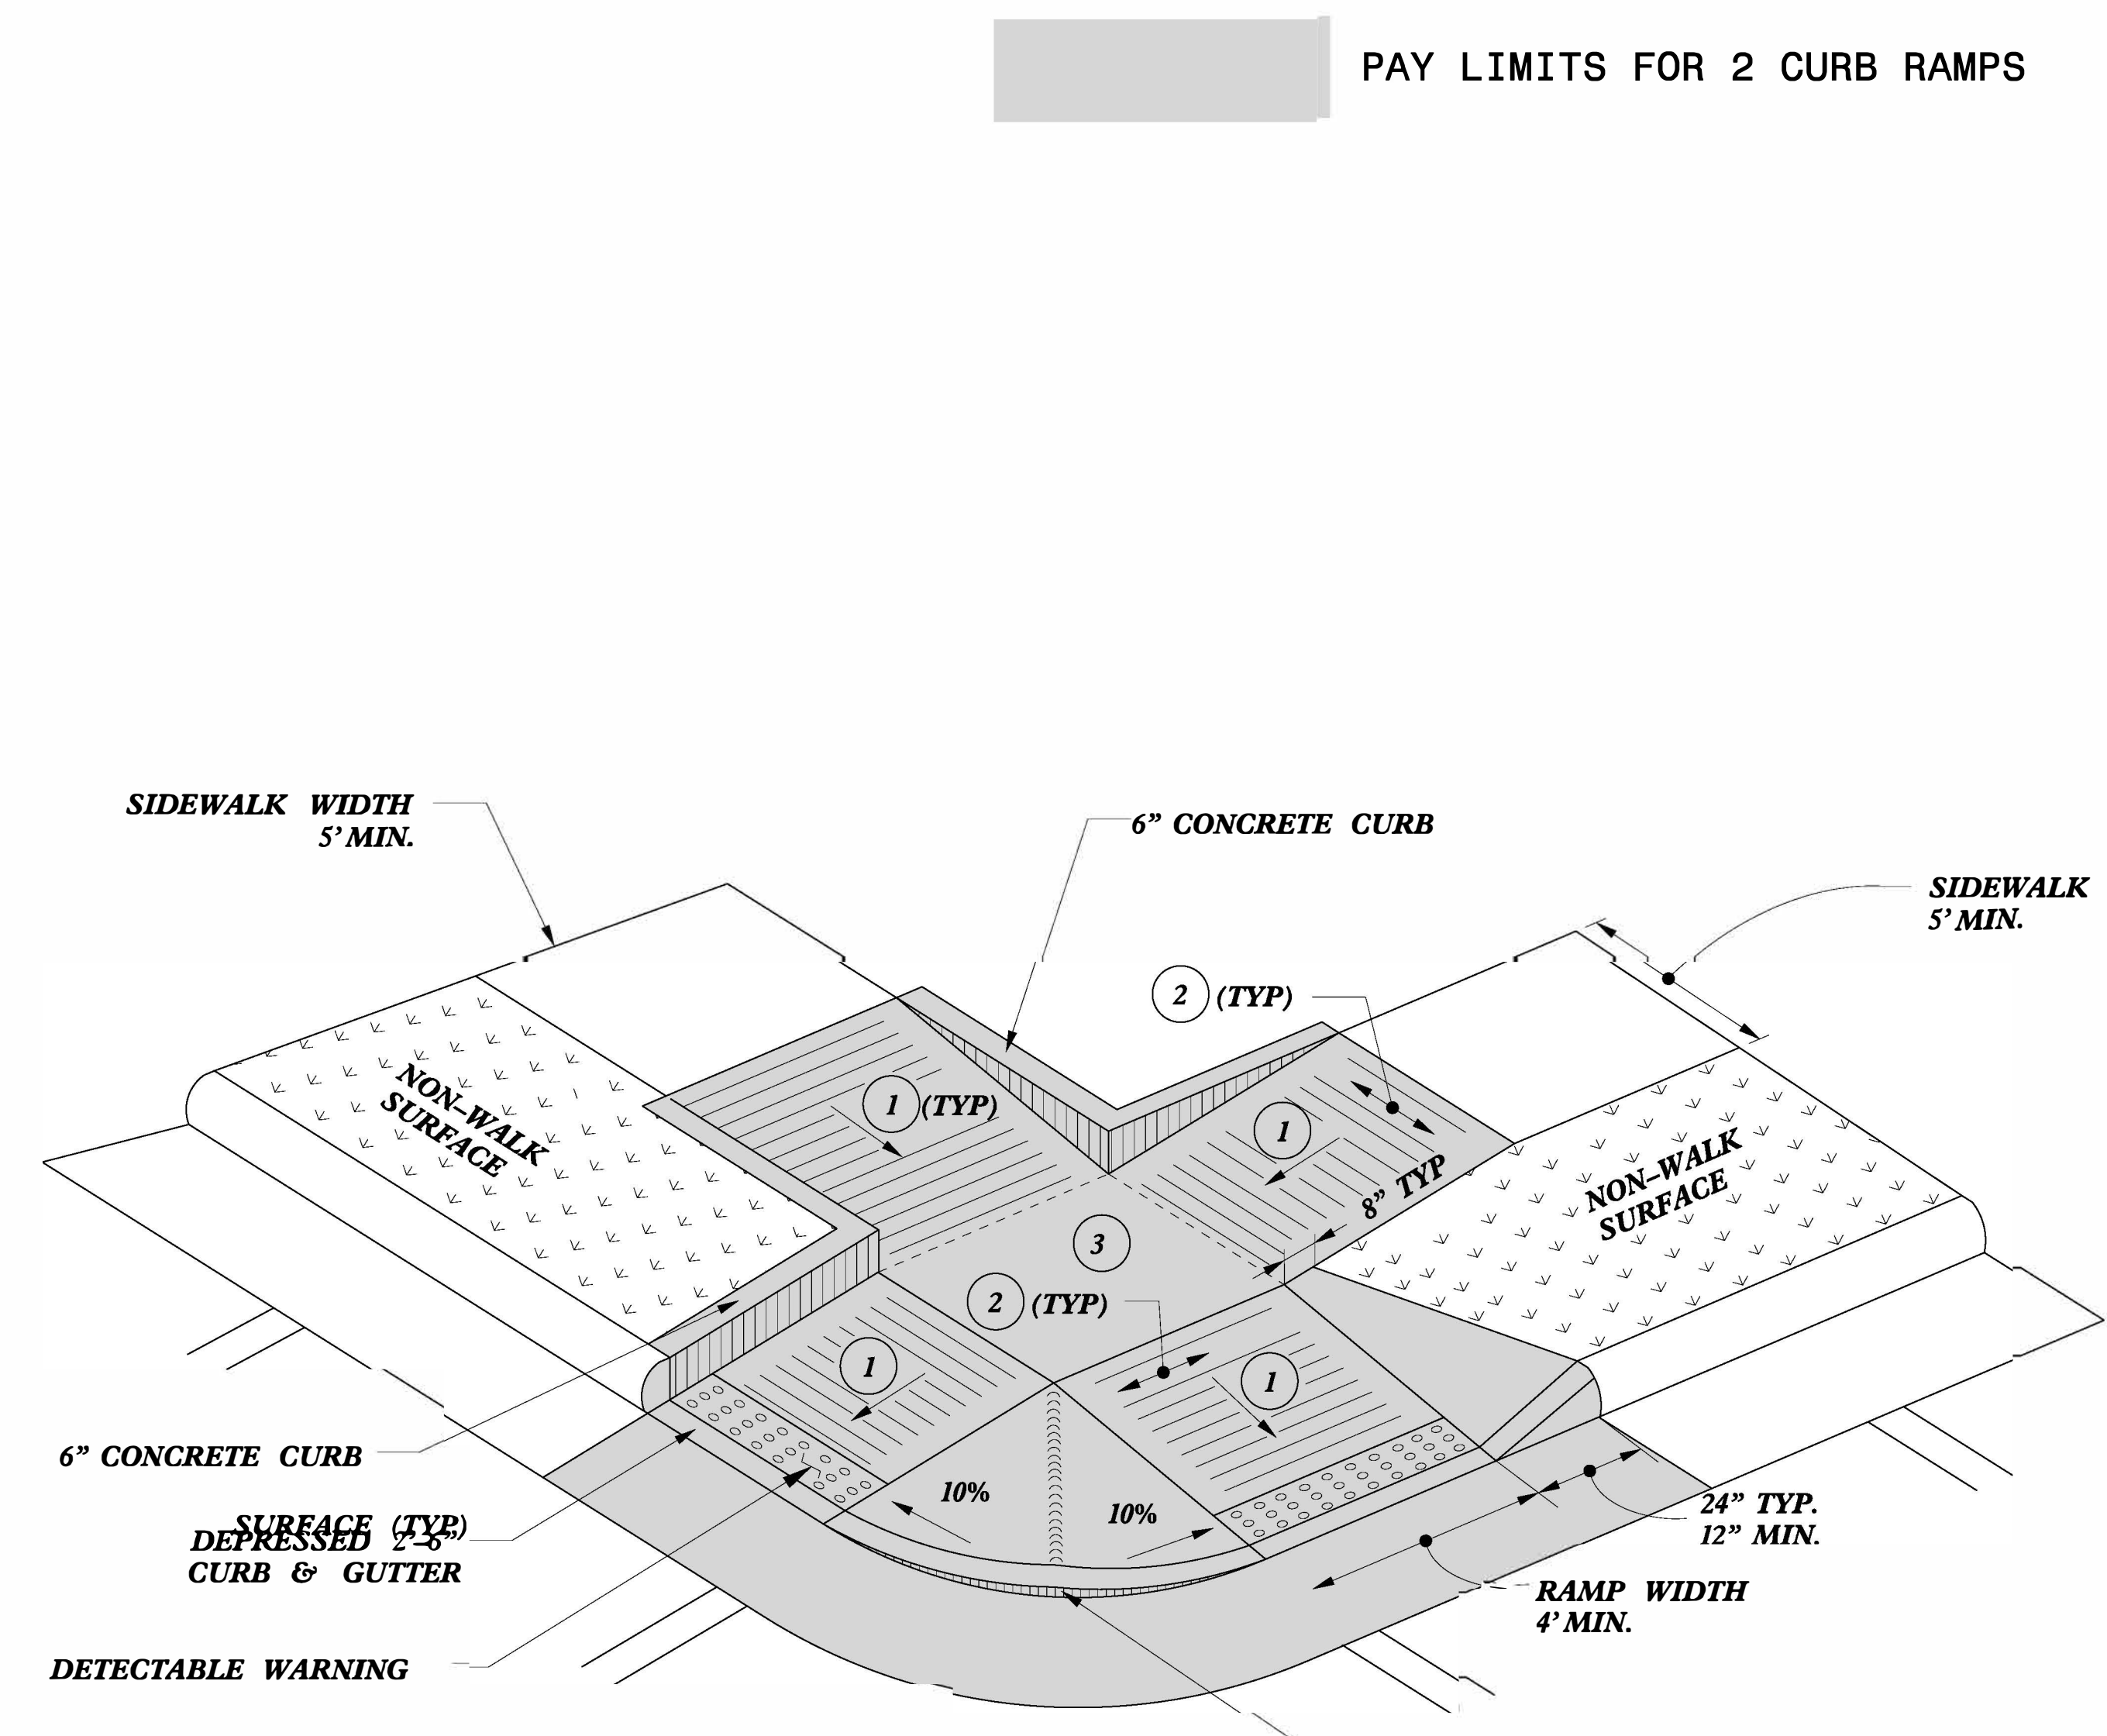 PAY LIMITS FOR 2 CURB RAMPS
SIDEWALK WIDTH
5' MIN.
6” CONCRETE CURB
SIDEWALK
5' MIN.
2 (TYP)
1 (TYP)
1
NON-WALK
SURFACE
8” TYP
NON-WALK
SURFACE
3
2 (TYP)
1
1
6” CONCRETE CURB
10%
10%
SURFACE (TYP)
DEPRESSED 2'-6”
CURB & GUTTER
24” TYP.
12” MIN.
RAMP WIDTH
4' MIN.
DETECTABLE WARNING